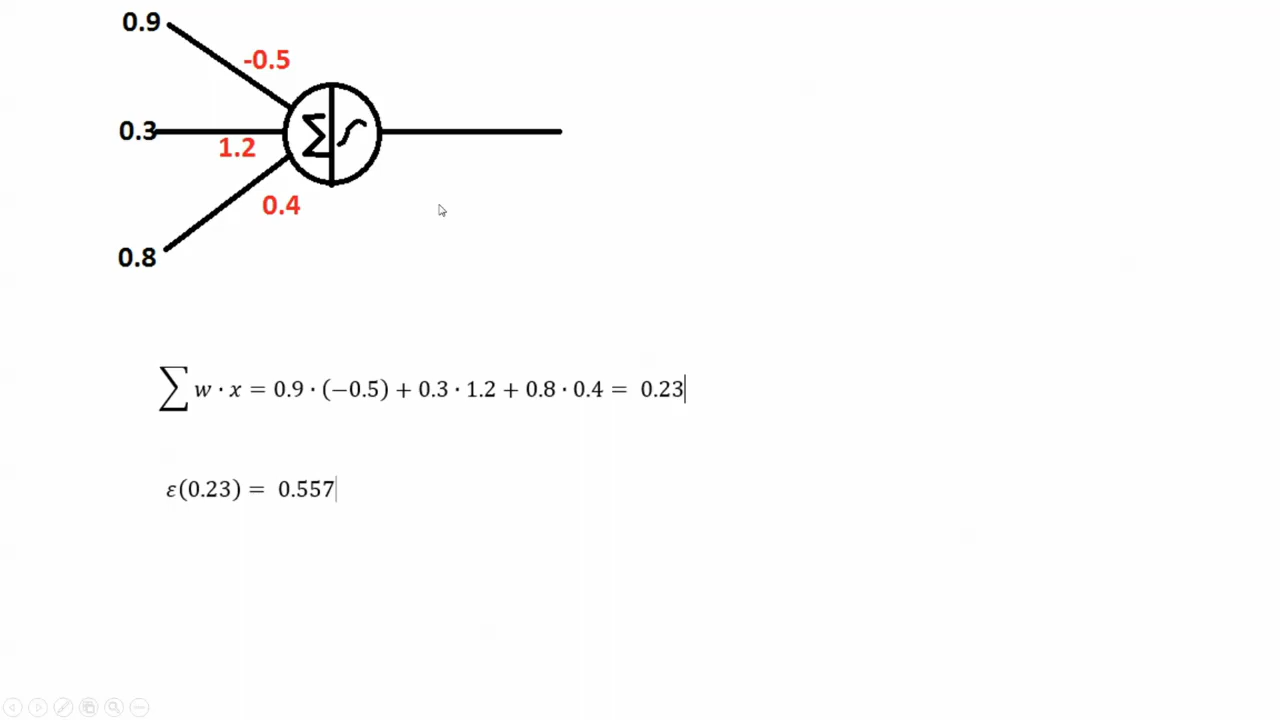 0.9
-0.5
0.3
1.2
Σ
0.4
0.8
∑ w · x = 0.9 · (−0.5) + 0.3 · 1.2 + 0.8 · 0.4 = 0.23
ε(0.23) = 0.557